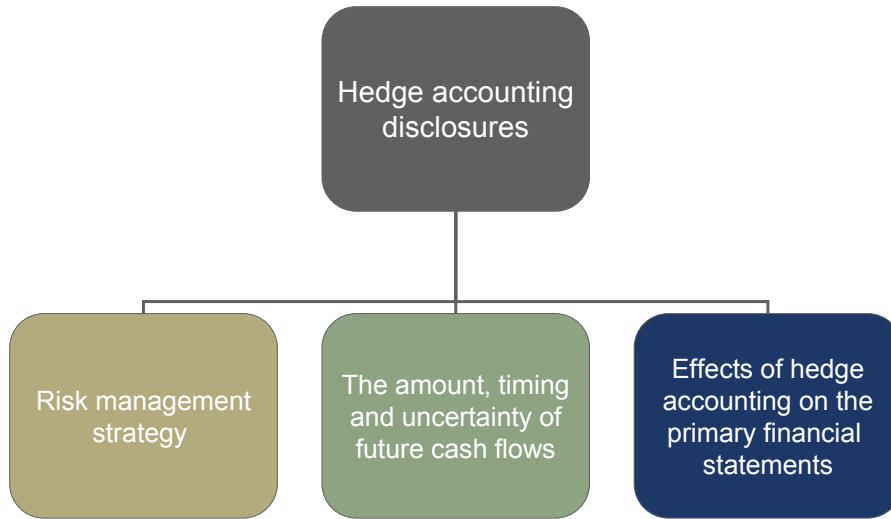 Hedge accounting
disclosures
Risk management
strategy
The amount, timing
and uncertainty of
future cash flows
Effects of hedge
accounting on the
primary financial
statements